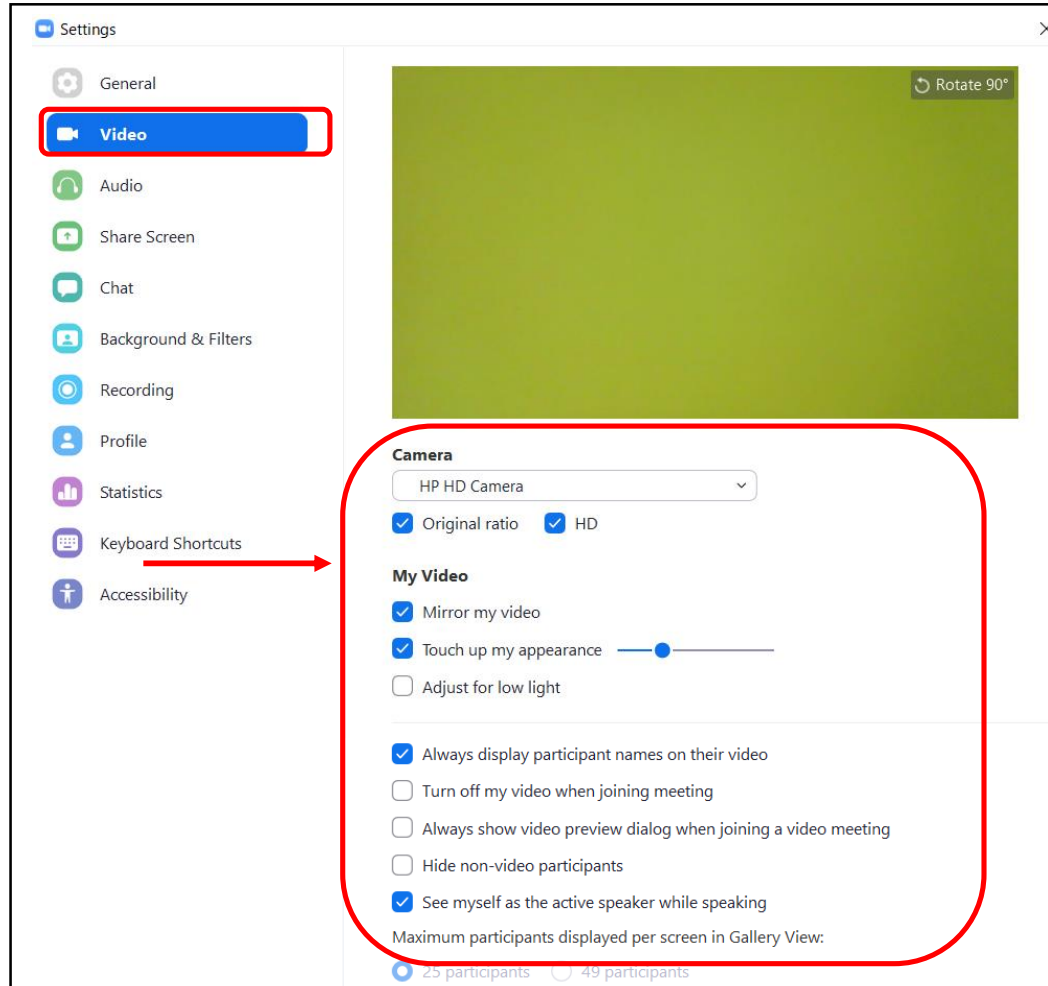 Settings
General
Video
Audio
Share Screen
Chat
Background & Filters
Recording
Profile
Statistics
Keyboard Shortcuts
Accessibility
Rotate 90°
Camera
HP HD Camera
Original ratio HD
My Video
Mirror my video
Touch up my appearance
Adjust for low light
Always display participant names on their video
Turn off my video when joining meeting
Always show video preview dialog when joining a video meeting
Hide non-video participants
See myself as the active speaker while speaking
Maximum participants displayed per screen in Gallery View:
25 participants 49 participants